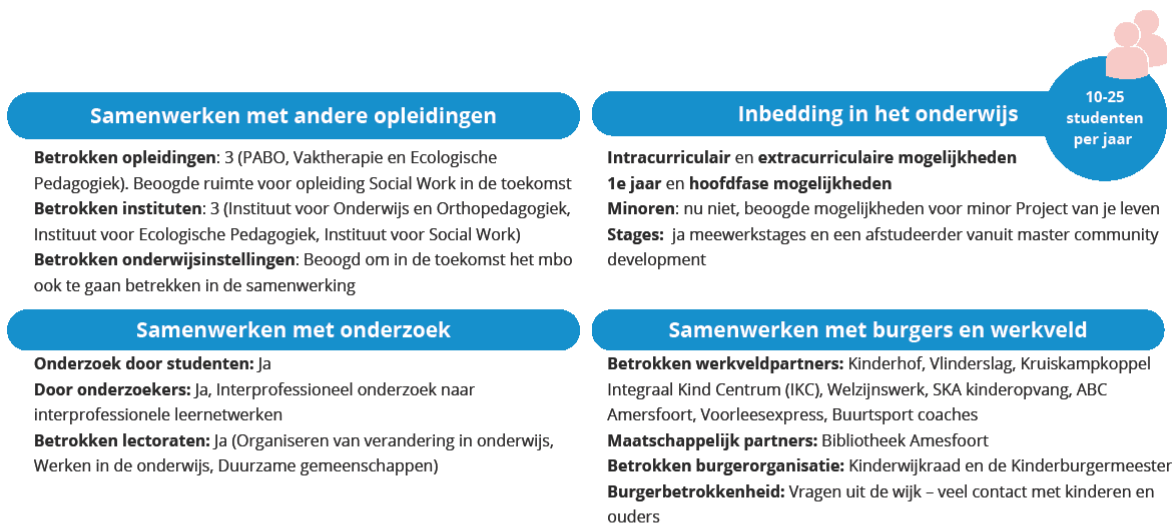 Samenwerken met andere opleidingen
Betrokken opleidingen: 3 (PABO, Vaktherapie en Ecologische
Pedagogiek). Beoogde ruimte voor opleiding Social Work in de toekomst
Betrokken instituten: 3 (Instituut voor Onderwijs en Orthopedagogiek,
Instituut voor Ecologische Pedagogiek, Instituut voor Social Work)
Betrokken onderwijsinstellingen: Beoogd om in de toekomst het mbo
ook te gaan betrekken in de samenwerking
Inbedding in het onderwijs
10-25
studenten
per jaar
Intracurriculair en extracurriculaire mogelijkheden
1e jaar en hoofdfase mogelijkheden
Minoren: nu niet, beoogde mogelijkheden voor minor Project van je leven
Stages: ja meewerkstages en een afstudeerder vanuit master community
development
Samenwerken met onderzoek
Onderzoek door studenten: Ja
Door onderzoekers: Ja, Interprofessioneel onderzoek naar
interprofessionele leernetwerken
Betrokken lectoraten: Ja (Organiseren van verandering in onderwijs,
Werken in de onderwijs, Duurzame gemeenschappen)
Samenwerken met burgers en werkveld
Betrokken werkveldpartners: Kinderhof, Vlinderslag, Kruiskampkoppel
Integraal Kind Centrum (IKC), Welzijnswerk, SKA kinderopvang, ABC
Amersfoort, Voorleesexpress, Buurtsport coaches
Maatschappelijk partners: Bibliotheek Amesfoort
Betrokken burgerorganisatie: Kinderwijkraad en de Kinderburgermeester
Burgerbetrokkenheid: Vragen uit de wijk – veel contact met kinderen en
ouders